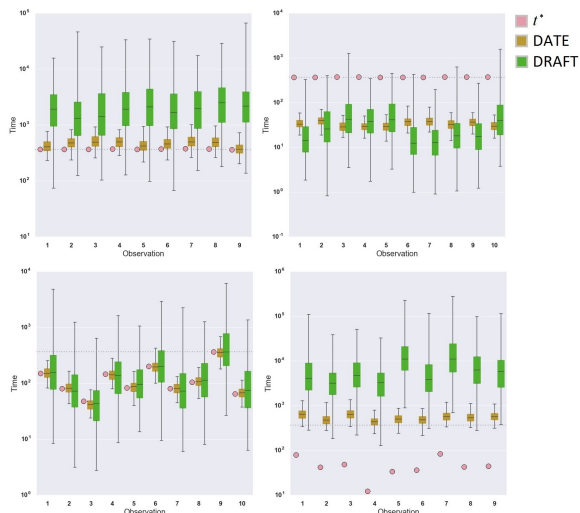 t*
DATE
DRAFT
10⁵
10⁴
10³
10²
10¹
Time
1 2 3 4 5 6 7 8 9
Observation
10⁴
10³
10²
10¹
10⁰
10⁻¹
Time
1 2 3 4 5 6 7 8 9 10
Observation
10⁴
10³
10²
10¹
10⁰
Time
1 2 3 4 5 6 7 8 9 10
Observation
10⁶
10⁵
10⁴
10³
10²
10¹
Time
1 2 3 4 5 6 7 8 9
Observation